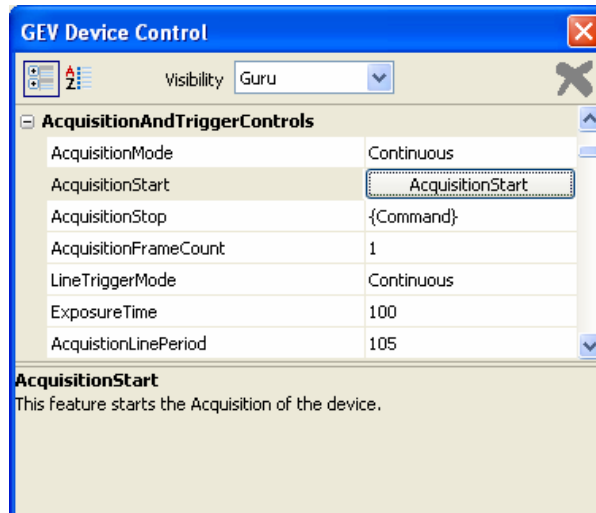 GEV Device Control
Visibility Guru
AcquisitionAndTriggerControls
AcquisitionMode Continuous
AcquisitionStart AcquisitionStart
AcquisitionStop {Command}
AcquisitionFrameCount 1
LineTriggerMode Continuous
ExposureTime 100
AcquistionLinePeriod 105
AcquisitionStart
This feature starts the Acquisition of the device.